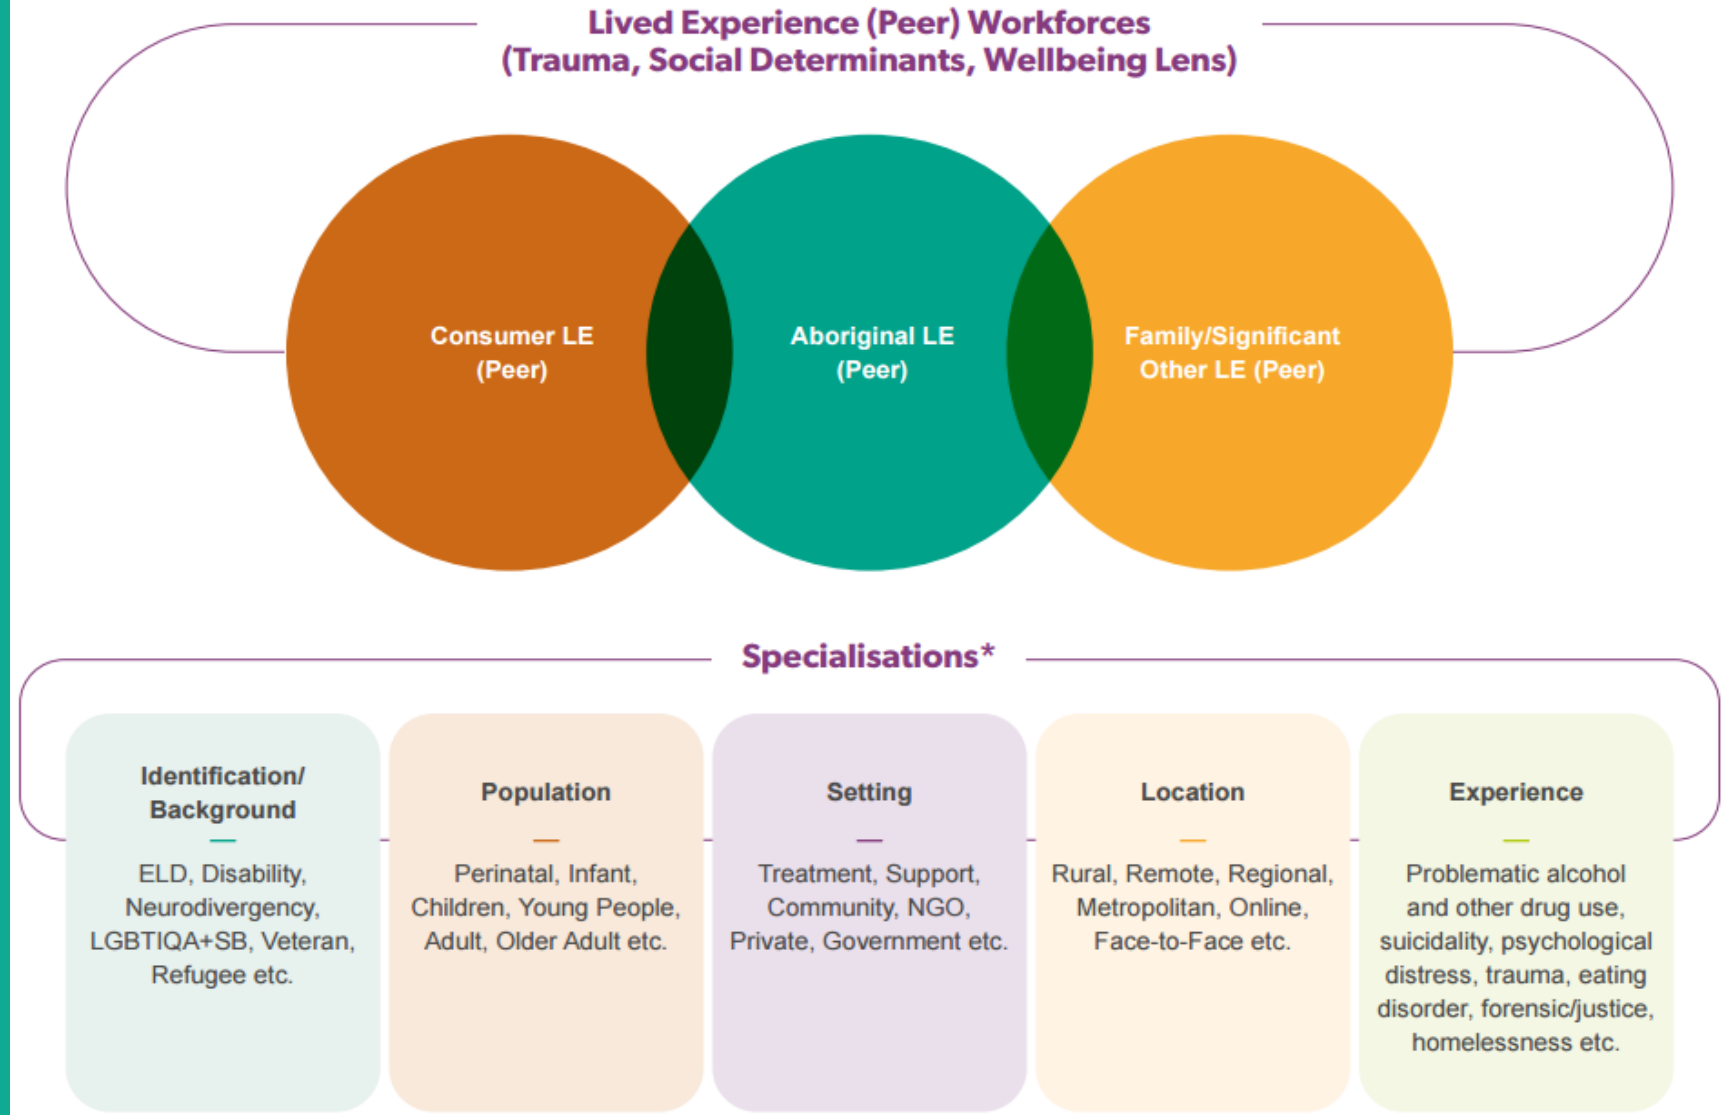 Lived Experience (Peer) Workforces
(Trauma, Social Determinants, Wellbeing Lens)
Consumer LE
(Peer)
Aboriginal LE
(Peer)
Family/Significant
Other LE (Peer)
Specialisations*
Identification/
Background
ELD, Disability,
Neurodivergency,
LGBTIQA+SB, Veteran,
Refugee etc.
Population
Perinatal, Infant,
Children, Young People,
Adult, Older Adult etc.
Setting
Treatment, Support,
Community, NGO,
Private, Government etc.
Location
Rural, Remote, Regional,
Metropolitan, Online,
Face-to-Face etc.
Experience
Problematic alcohol
and other drug use,
suicidality, psychological
distress, trauma, eating
disorder, forensic/justice,
homelessness etc.